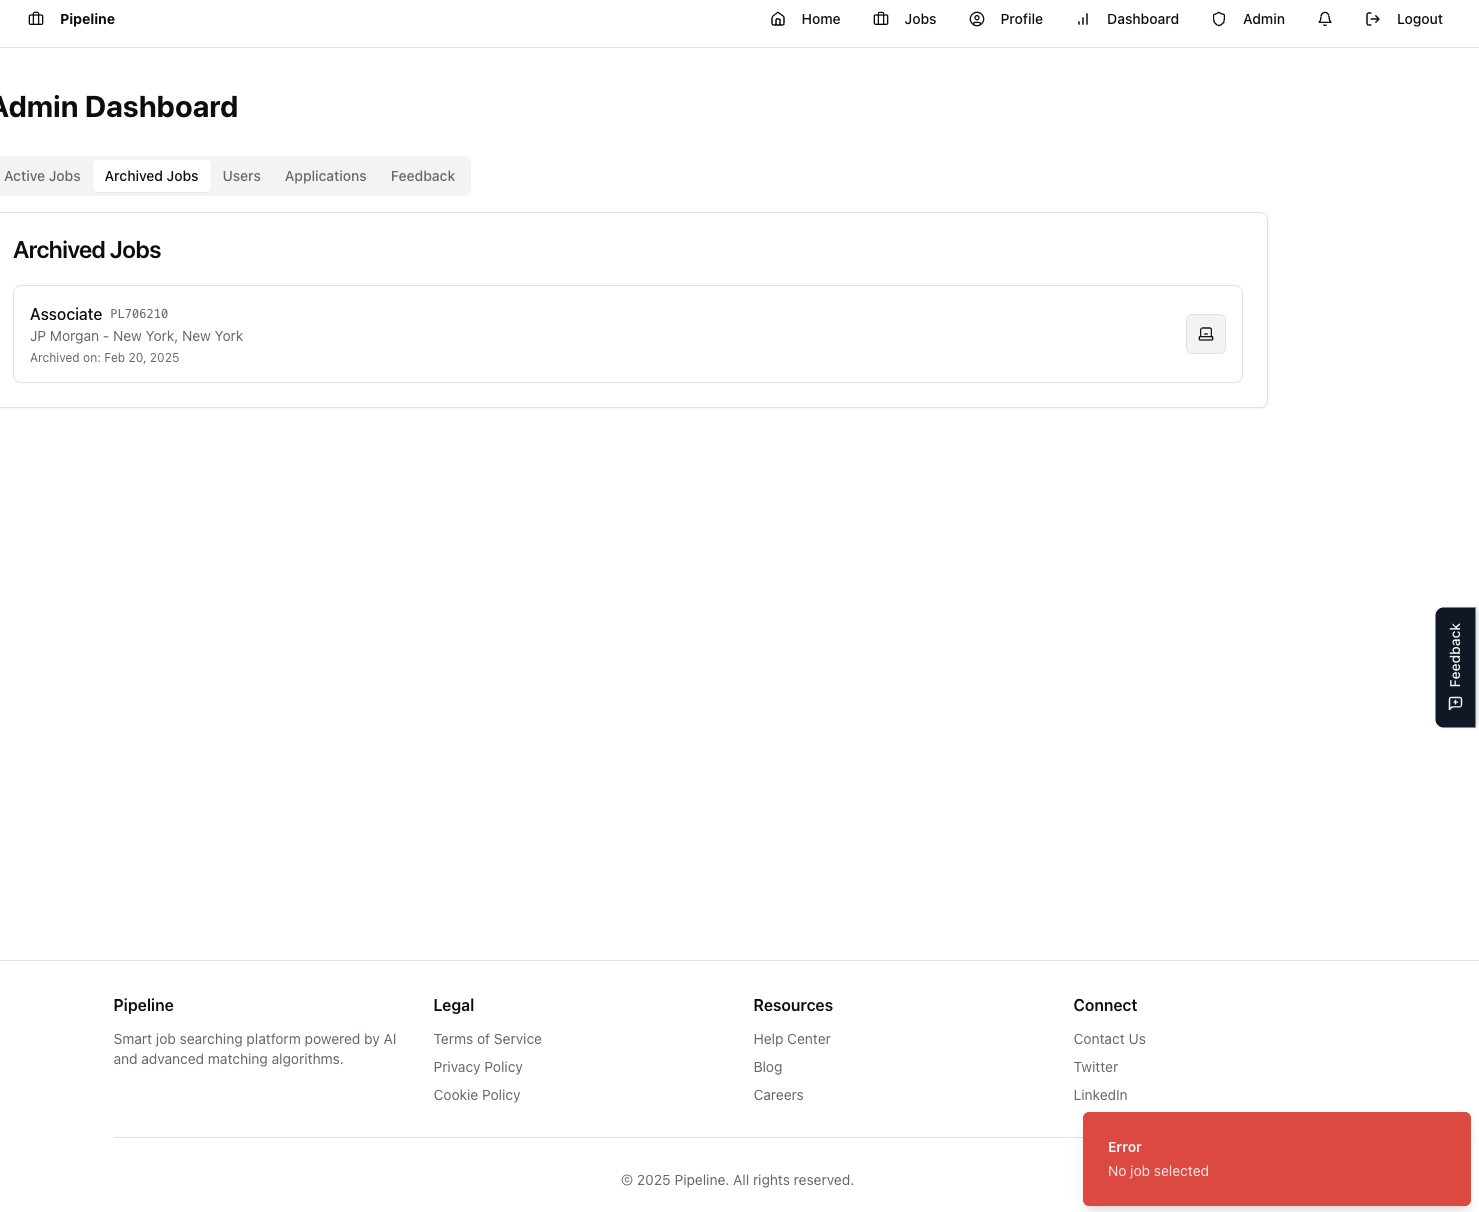 Pipeline
Home
Jobs
Profile
Dashboard
Admin
Logout
Admin Dashboard
Active Jobs
Archived Jobs
Users
Applications
Feedback
Archived Jobs
Associate PL706210
JP Morgan - New York, New York
Archived on: Feb 20, 2025
Feedback
Pipeline
Smart job searching platform powered by AI
and advanced matching algorithms.
Legal
Terms of Service
Privacy Policy
Cookie Policy
Resources
Help Center
Blog
Careers
Connect
Contact Us
Twitter
LinkedIn
© 2025 Pipeline. All rights reserved.
Error
No job selected